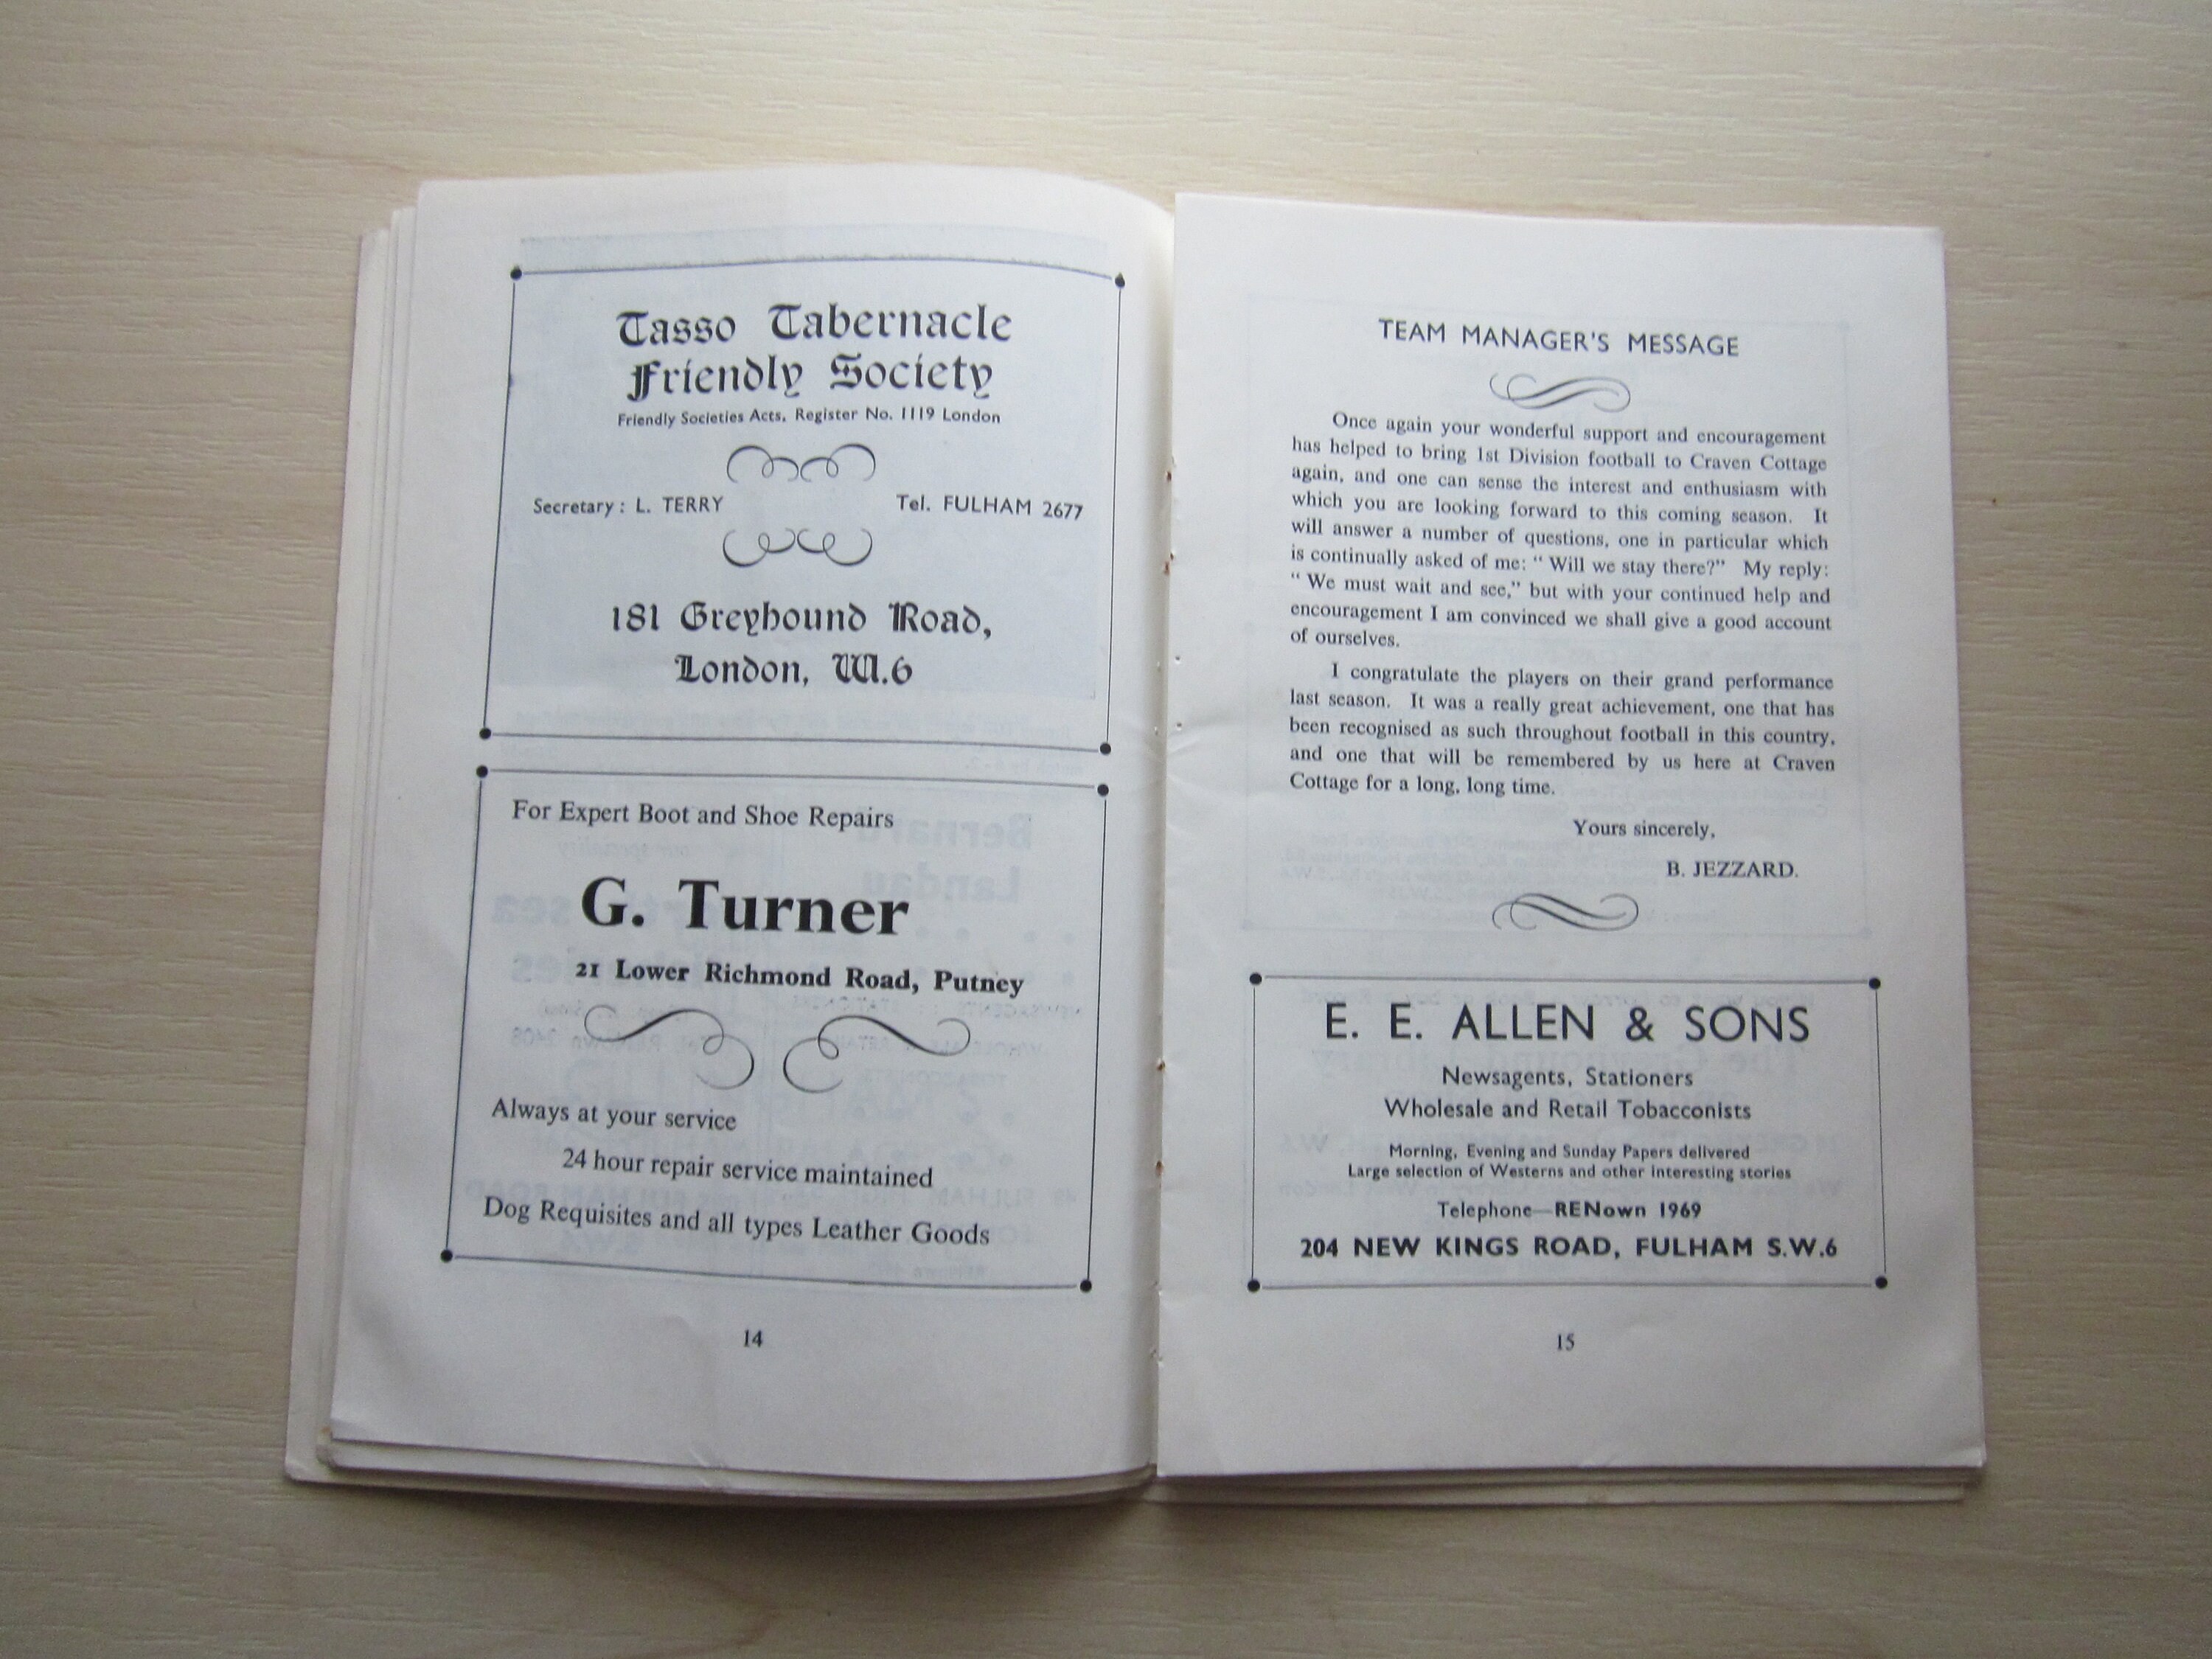 Tasso Tabernacle
Friendly Society
Friendly Societies Acts, Register No. 1119 London
Secretary : L. TERRY Tel. FULHAM 2677
181 Greyhound Road,
London, W.6
For Expert Boot and Shoe Repairs
G. Turner
21 Lower Richmond Road, Putney
Always at your service
24 hour repair service maintained
Dog Requisites and all types Leather Goods
14
TEAM MANAGER'S MESSAGE
Once again your wonderful support and encouragement
has helped to bring 1st Division football to Craven Cottage
again, and one can sense the interest and enthusiasm with
which you are looking forward to this coming season. It
will answer a number of questions, one in particular which
is continually asked of me: " Will we stay there?" My reply:
" We must wait and see," but with your continued help and
encouragement I am convinced we shall give a good account
of ourselves.
I congratulate the players on their grand performance
last season. It was a really great achievement, one that has
been recognised as such throughout football in this country,
and one that will be remembered by us here at Craven
Cottage for a long, long time.
Yours sincerely,
B. JEZZARD.
E. E. ALLEN & SONS
Newsagents, Stationers
Wholesale and Retail Tobacconists
Morning, Evening and Sunday Papers delivered
Large selection of Westerns and other interesting stories
Telephone—RENown 1969
204 NEW KINGS ROAD, FULHAM S.W.6
15